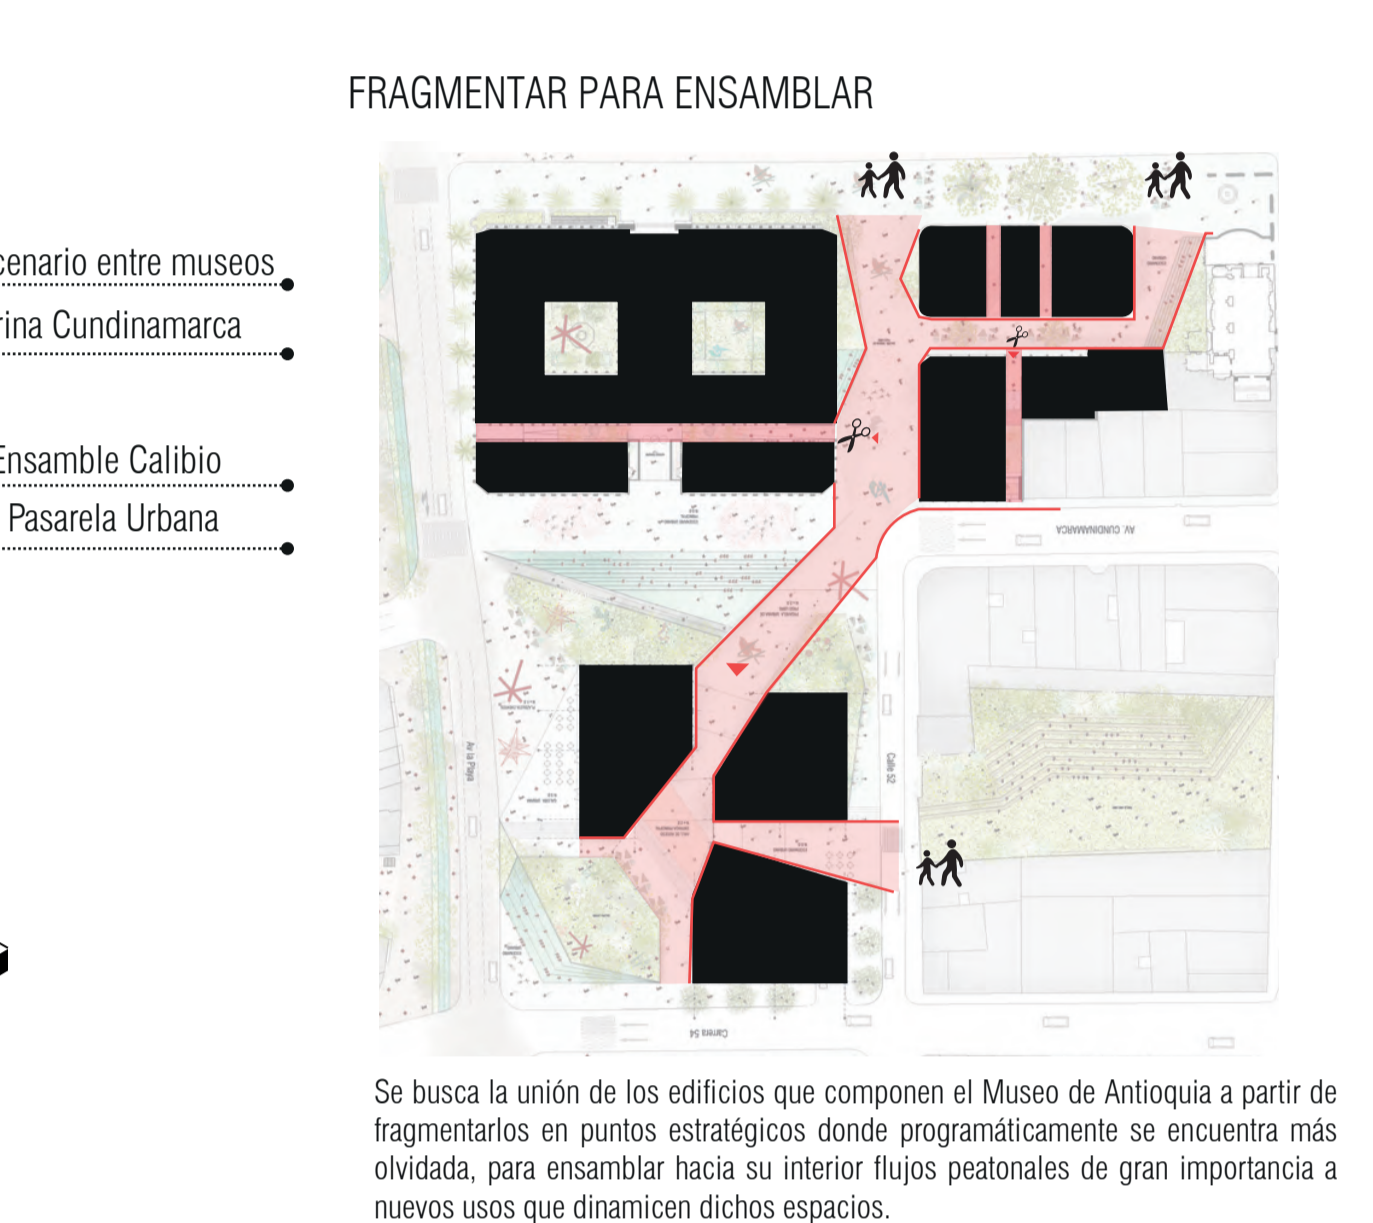 FRAGMENTAR PARA ENSAMBLAR
cenario entre museos
rina Cundinamarca
Ensamble Calibio
Pasarela Urbana
AV. CUNDINAMARCA
Av la Playa
Calle 52
Carrera 54
Se busca la unión de los edificios que componen el Museo de Antioquia a partir de
fragmentarlos en puntos estratégicos donde programáticamente se encuentra más
olvidada, para ensamblar hacia su interior flujos peatonales de gran importancia a
nuevos usos que dinamicen dichos espacios.